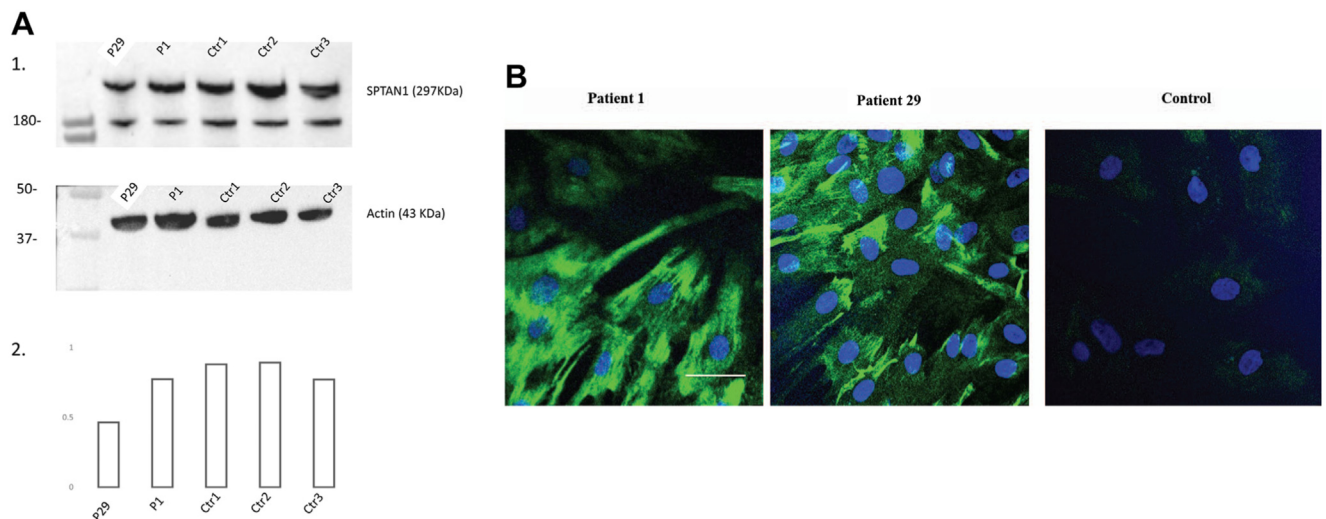 A
1.
P29 P1 Ctr1 Ctr2 Ctr3
SPTAN1 (297KDa)
180-
50-
P29 P1 Ctr1 Ctr2 Ctr3
Actin (43 KDa)
37-
2.
1
0.5
0
P29 P1 Ctr1 Ctr2 Ctr3
B
Patient 1 Patient 29 Control